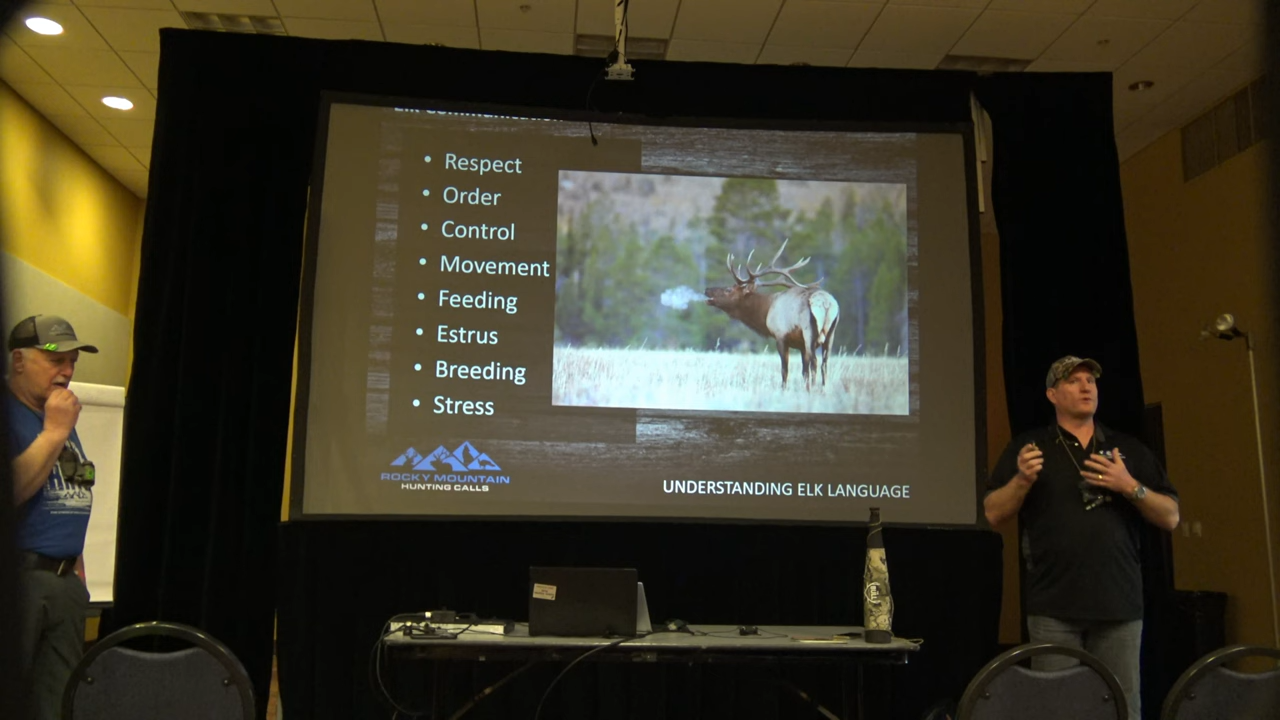 • Respect
• Order
• Control
• Movement
• Feeding
• Estrus
• Breeding
• Stress
ROCKY MOUNTAIN
HUNTING CALLS
UNDERSTANDING ELK LANGUAGE